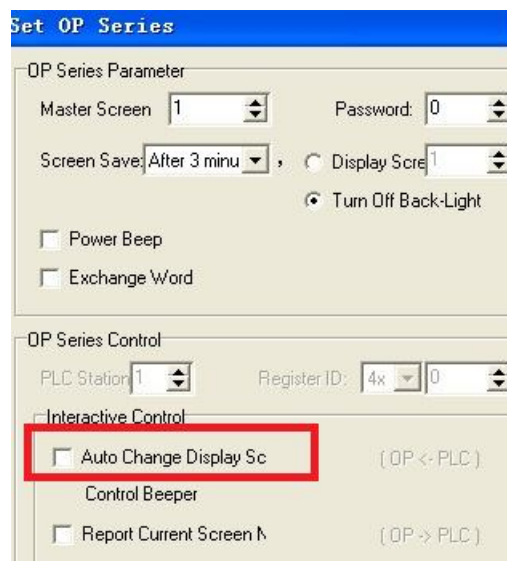 Set OP Series
OP Series Parameter
Master Screen 1 Password: 0
Screen Save: After 3 minu , Display Scre 1
Turn Off Back-Light
Power Beep
Exchange Word
OP Series Control
PLC Station 1 Register ID: 4x 0
Interactive Control
Auto Change Display Sc (OP <- PLC)
Control Beeper
Report Current Screen N (OP -> PLC)